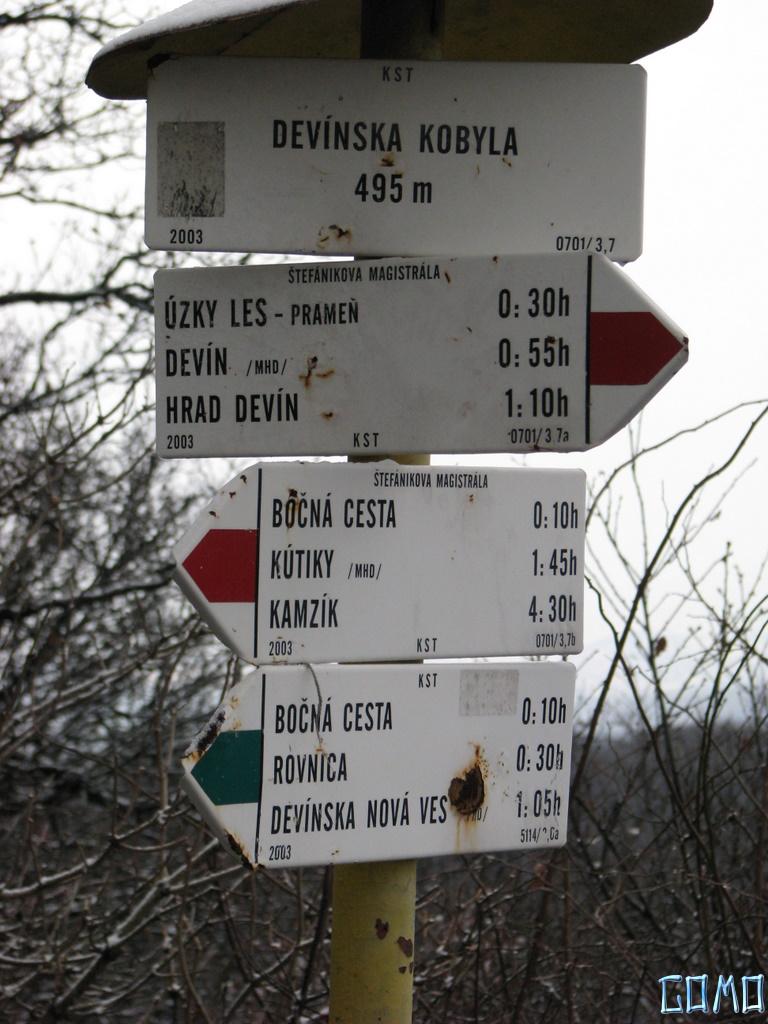 KST
DEVÍNSKA KOBYLA
495 m
2003 0701/3,7
ŠTEFÁNIKOVA MAGISTRÁLA
ÚZKY LES - PRAMEŇ 0:30h
DEVÍN /MHD/ 0:55h
HRAD DEVÍN 1:10h
2003 KST 0701/3,7a
ŠTEFÁNIKOVA MAGISTRÁLA
BOČNÁ CESTA 0:10h
KÚTIKY /MHD/ 1:45h
KAMZÍK 4:30h
2003 KST 0701/3,7b
KST
BOČNÁ CESTA 0:10h
ROVNICA 0:30h
DEVÍNSKA NOVÁ VES 1:05h
2003
GOMO